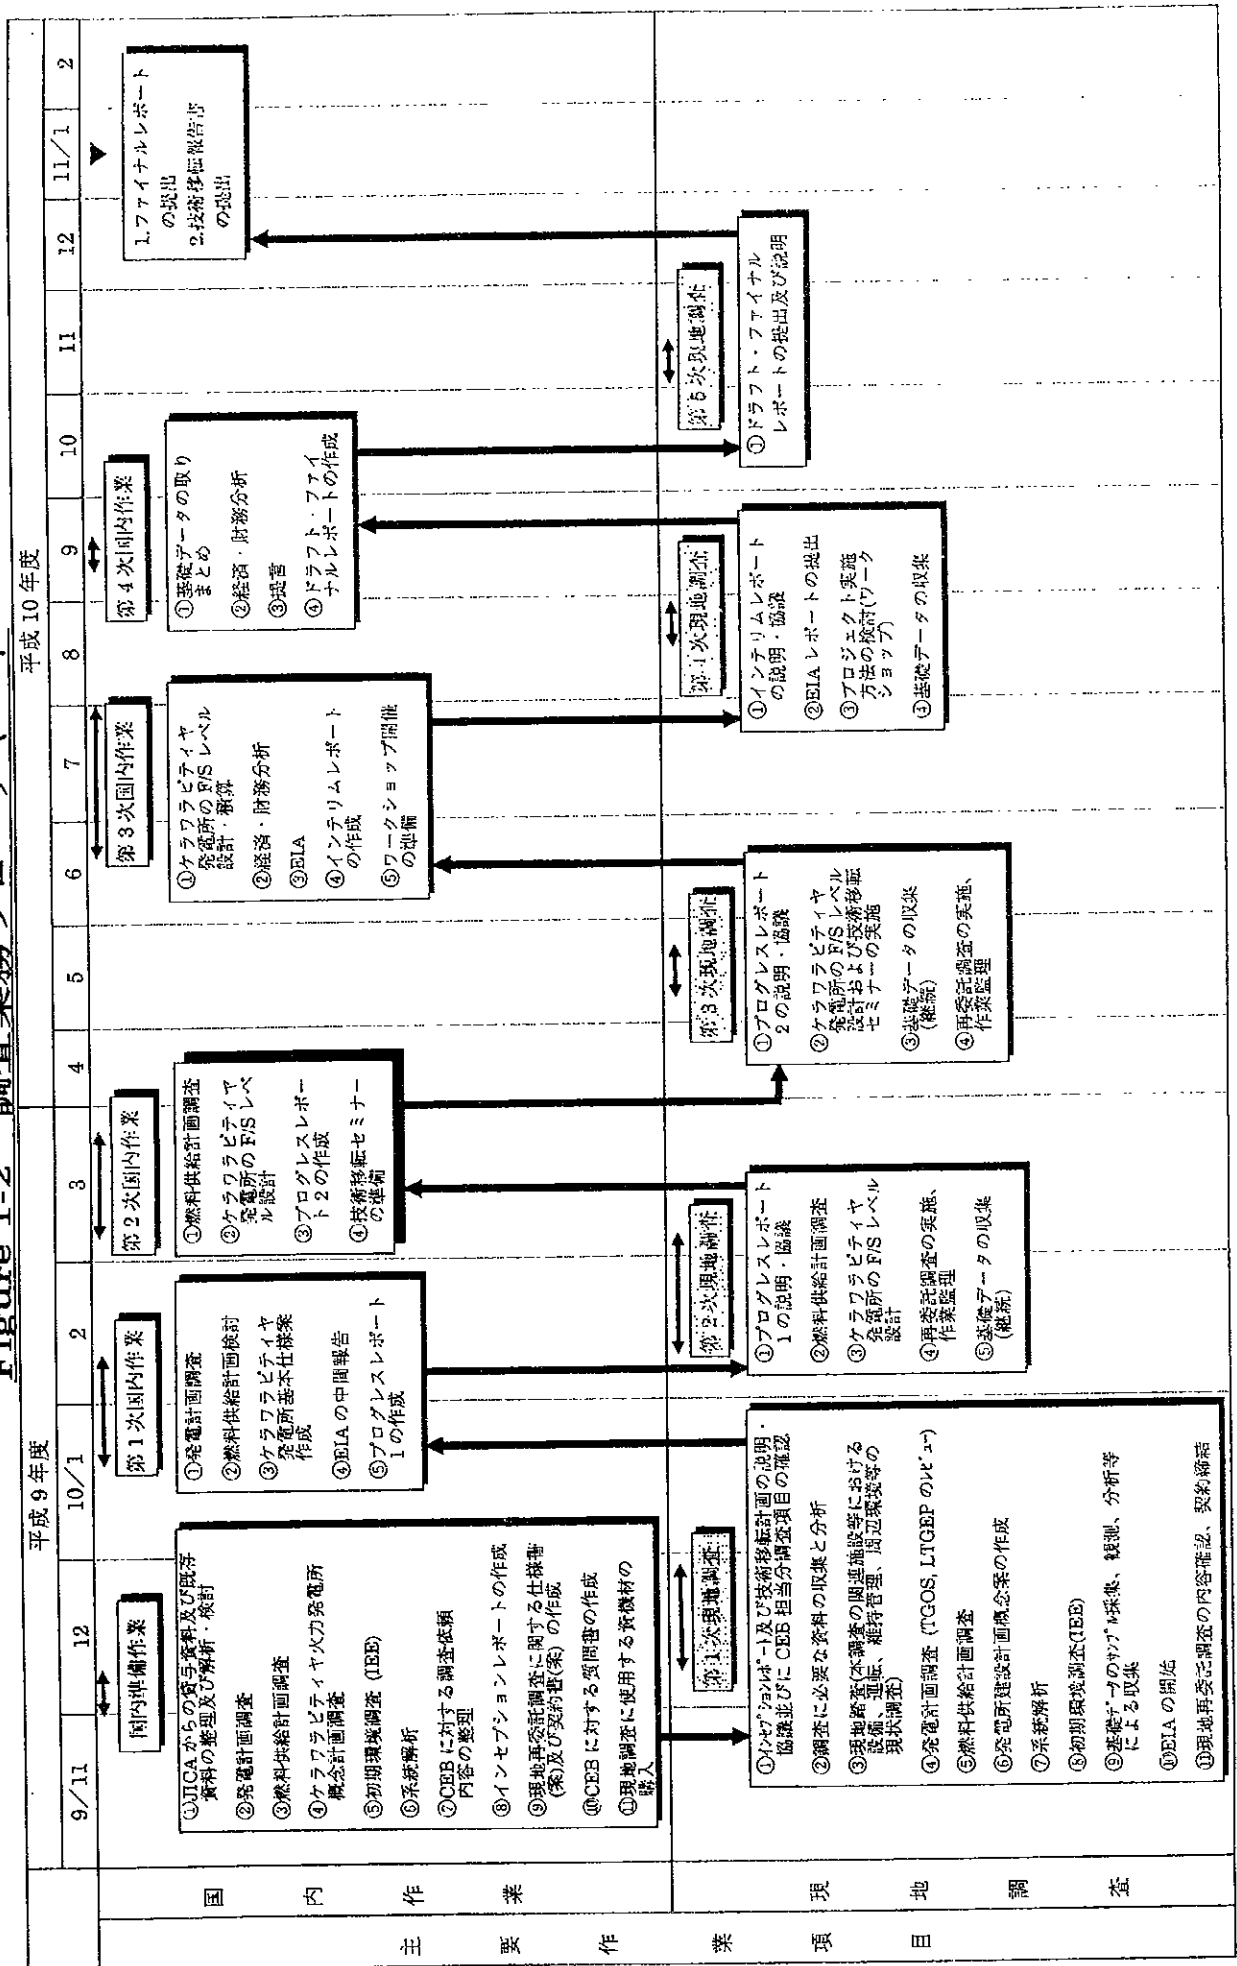 Figure 1-2 調査業務フローチャート
平成 9 年度
平成 10 年度
9/11
12
10/1
2
3
4
5
6
7
8
9
10
11
12
11/1
2
主要作業項目
国内作業
国内準備作業
①JICAからの貸与資料及び既存
資料の整理及び解析・検討
②発電計画調査
③燃料供給計画調査
④ケラワラピティヤ火力発電所
概念計画調査
⑤初期環境調査 (IEE)
⑥系統解析
⑦CEBに対する調査依頼
内容の整理
⑧インセプションレポートの作成
⑨現地再委託調査に関する仕様書
(案)及び契約書(案)の作成
⑩CEBに対する質問書の作成
⑪現地調査に使用する資機材の
購入
第 1 次国内作業
①発電計画調査
②燃料供給計画検討
③ケラワラピティヤ
発電所基本仕様案
作成
④EIAの中間報告
⑤プログレスレポート
1の作成
第 2 次国内作業
①燃料供給計画調査
②ケラワラピティヤ
発電所のF/Sレベ
ル設計
③プログレスレポー
ト2の作成
④技術移転セミナー
の準備
第 3 次国内作業
①ケラワラピティヤ
発電所のF/Sレベル
設計・積算
②経済・財務分析
③EIA
④インテリムレポート
の作成
⑤ワークショップ開催
の準備
第 4 次国内作業
①基礎データの取り
まとめ
②経済・財務分析
③提言
④ドラフト・ファイ
ナルレポートの作成
▼
1.ファイナルレポート
の提出
2.技術移転報告書
の提出
現地調査
第 1 次現地調査
①インセプションレポート及び技術移転計画の説明・
協議並びにCEB担当分調査項目の確認
②調査に必要な資料の収集と分析
③現地踏査(本調査の関連施設等における
設備、運転、維持管理、周辺環境等の
現状調査)
④発電計画調査 (TGOS, LTGEPのレビュー)
⑤燃料供給計画調査
⑥発電所建設計画概念案の作成
⑦系統解析
⑧初期環境調査(IEE)
⑨基礎データのサンプル採集、観測、分析等
による収集
⑩EIAの開始
⑪現地再委託調査の内容確認、契約締結
第 2 次現地調査
①プログレスレポート
1の説明・協議
②燃料供給計画調査
③ケラワラピティヤ
発電所のF/Sレベル
設計
④再委託調査の実施、
作業監理
⑤基礎データの収集
(継続)
第 3 次現地調査
①プログレスレポート
2の説明・協議
②ケラワラピティヤ
発電所のF/Sレベル
設計および技術移転
セミナーの実施
③基礎データの収集
(継続)
④再委託調査の実施、
作業監理
第 4 次現地調査
①インテリムレポート
の説明・協議
②EIAレポートの提出
③プロジェクト実施
方法の検討(ワーク
ショップ)
④基礎データの収集
第 5 次現地調査
①ドラフト・ファイナル
レポートの提出及び説明